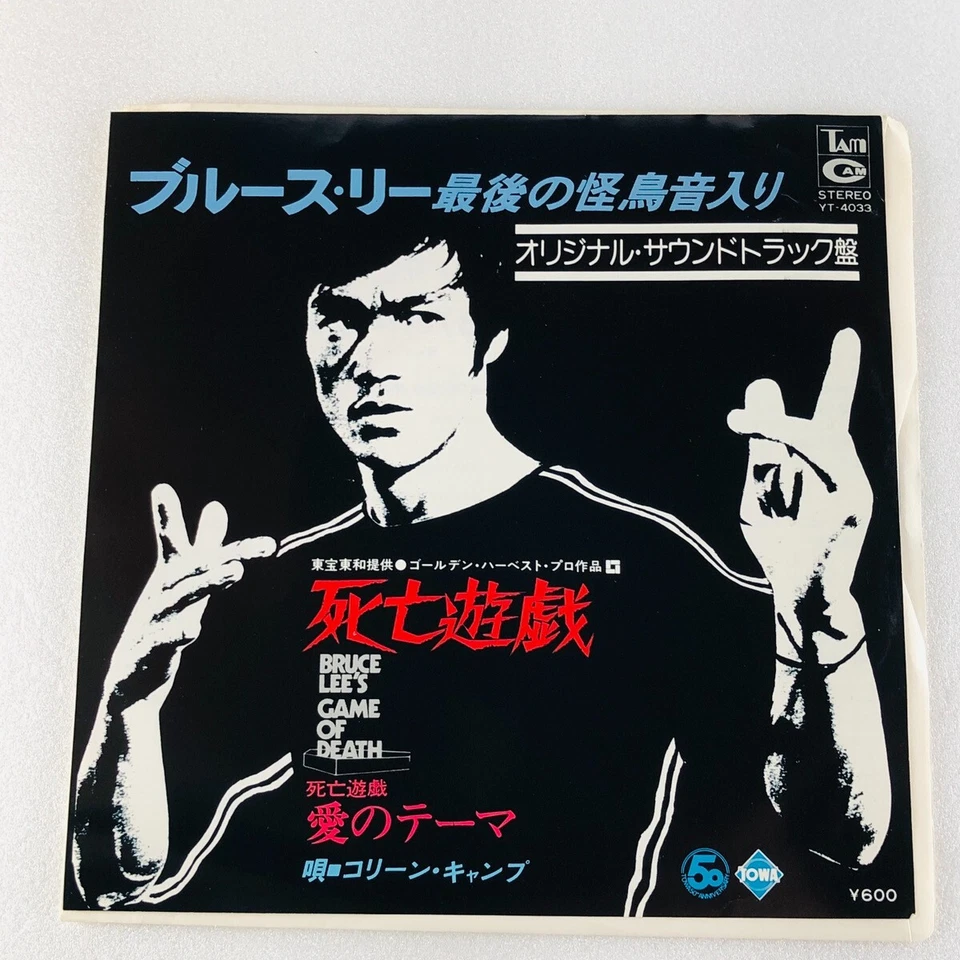 TAM
CAM
STEREO
YT-4033
ブルース・リー最後の怪鳥音入り
オリジナル・サウンドトラック盤
東宝東和提供●ゴールデン・ハーベスト・プロ作品
死亡遊戯
BRUCE
LEE'S
GAME
OF
DEATH
死亡遊戯
愛のテーマ
唄■コリーン・キャンプ
50
TOWA
¥600